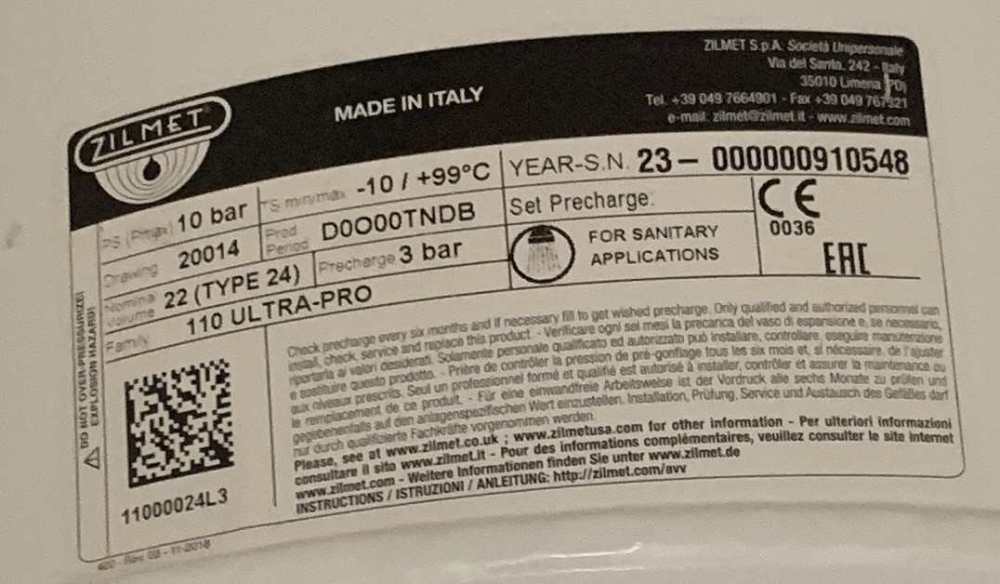 ZILMET
MADE IN ITALY
ZILMET S.p.A. Società Unipersonale
Via del Santo, 242 - Italy
35010 Limena (PD)
Tel. +39 049 7664901 - Fax +39 049 767321
e-mail: zilmet@zilmet.it - www.zilmet.com
PS (Pmax) 10 bar
TS min/max -10 / +99°C
YEAR-S.N. 23- 000000910548
Drawing 20014
Prod. Period D0O00TNDB
Set Precharge:
CE
0036
Nominal Volume 22 (TYPE 24)
Precharge 3 bar
FOR SANITARY
APPLICATIONS
EAC
Family 110 ULTRA-PRO
DO NOT OVER-PRESSURIZE!
EXPLOSION HAZARD!
11000024L3
Check precharge every six months and if necessary fill to get wished precharge. Only qualified and authorized personnel can
install, check, service and replace this product - Verificare ogni sei mesi la precarica del vaso di espansione e, se necessario,
riportarla ai valori desiderati. Solamente personale qualificato ed autorizzato può installare, controllare, eseguire manutenzione
e sostituire questo prodotto. - Prière de contrôler la pression de pré-gonflage tous les six mois et, si nécessaire, de l'ajuster
aux niveaux prescrits. Seul un professionnel formé et qualifié est autorisé à installer, contrôler et assurer la maintenance ou
le remplacement de ce produit. - Für eine einwandfreie Arbeitsweise ist der Vordruck alle sechs Monate zu prüfen und
gegebenenfalls auf den anlagenspezifischen Wert einzustellen. Installation, Prüfung, Service und Austausch des Gefäßes darf
nur durch qualifizierte Fachkräfte vorgenommen werden.
Please, see at www.zilmet.co.uk ; www.zilmetusa.com for other information - Per ulteriori informazioni
consultare il sito www.zilmet.it - Pour des informations complémentaires, veuillez consulter le site internet
www.zilmet.com - Weitere Informationen finden Sie unter www.zilmet.de
INSTRUCTIONS / ISTRUZIONI / ANLEITUNG: http://zilmet.com/avv
Rev. 03 - 11-2018